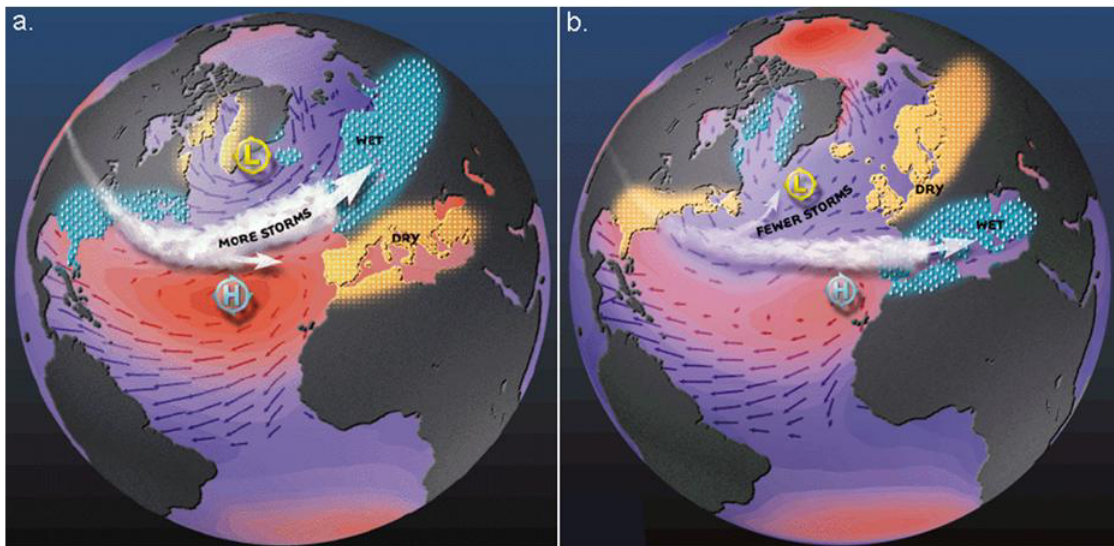 a.
L
WET
MORE STORMS
DRY
H
b.
L
DRY
FEWER STORMS
WET
H